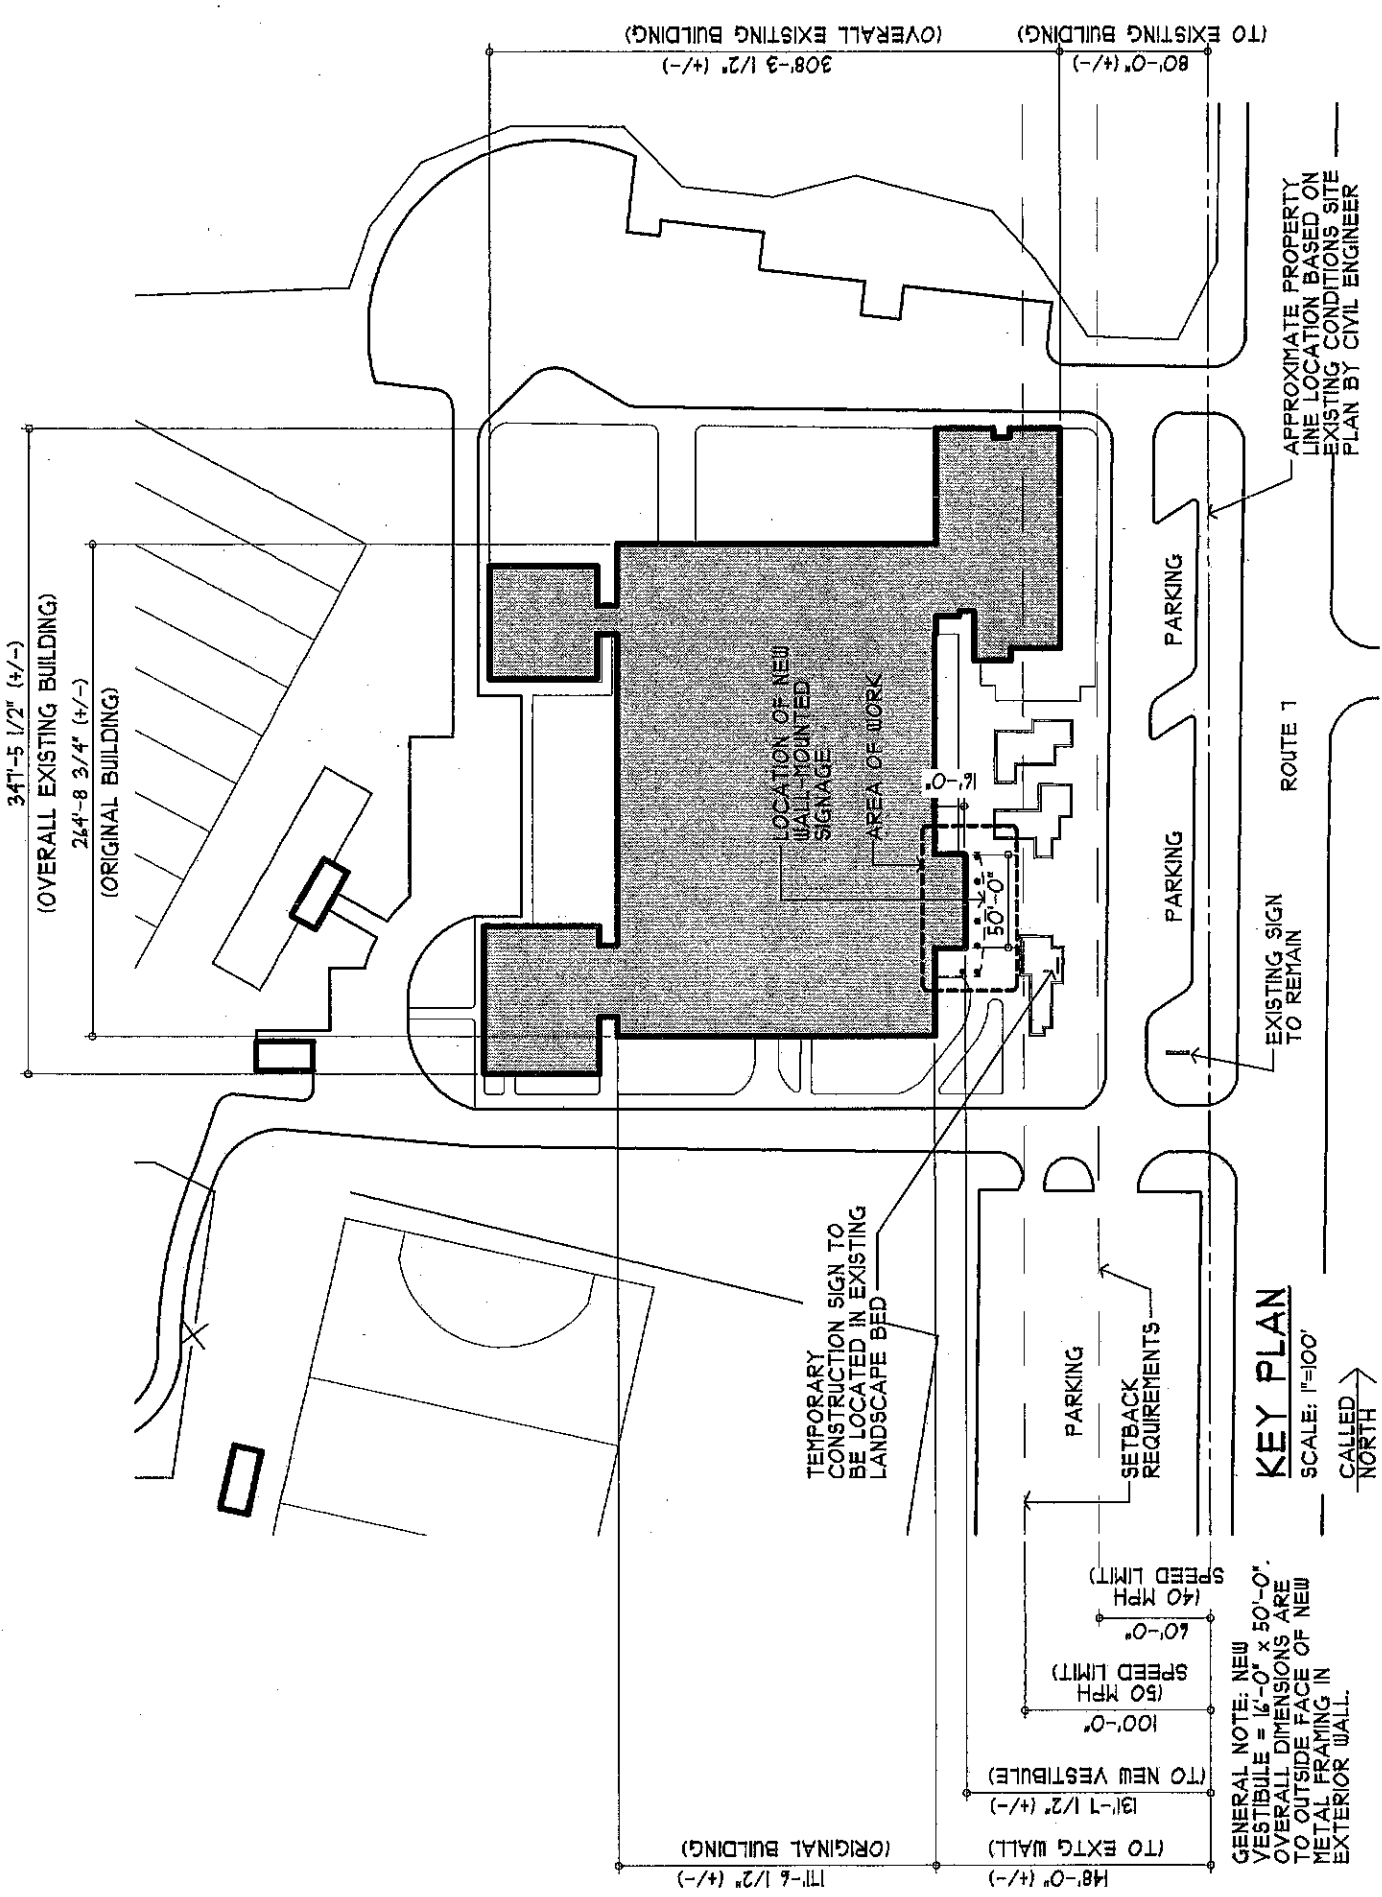 347'-5 1/2" (+/-)
(OVERALL EXISTING BUILDING)
264'-8 3/4" (+/-)
(ORIGINAL BUILDING)
308'-3 1/2" (+/-)
(OVERALL EXISTING BUILDING)
80'-0" (+/-)
(TO EXISTING BUILDING)
LOCATION OF NEW
WALL-MOUNTED
SIGNAGE
AREA OF WORK
16'-0"
50'-0"
PARKING
PARKING
ROUTE 7
APPROXIMATE PROPERTY
LINE LOCATION BASED ON
EXISTING CONDITIONS SITE
PLAN BY CIVIL ENGINEER
EXISTING SIGN
TO REMAIN
TEMPORARY
CONSTRUCTION SIGN TO
BE LOCATED IN EXISTING
LANDSCAPE BED
PARKING
SETBACK
REQUIREMENTS
KEY PLAN
SCALE: 1"=100'
CALLED
NORTH
60'-0"
(40 MPH
SPEED LIMIT)
100'-0"
(50 MPH
SPEED LIMIT)
131'-7 1/2" (+/-)
(TO NEW VESTIBULE)
148'-0" (+/-)
(TO EXTG WALL)
171'-6 1/2" (+/-)
(ORIGINAL BUILDING)
GENERAL NOTE: NEW
VESTIBULE = 16'-0" x 50'-0".
OVERALL DIMENSIONS ARE
TO OUTSIDE FACE OF NEW
METAL FRAMING IN
EXTERIOR WALL.